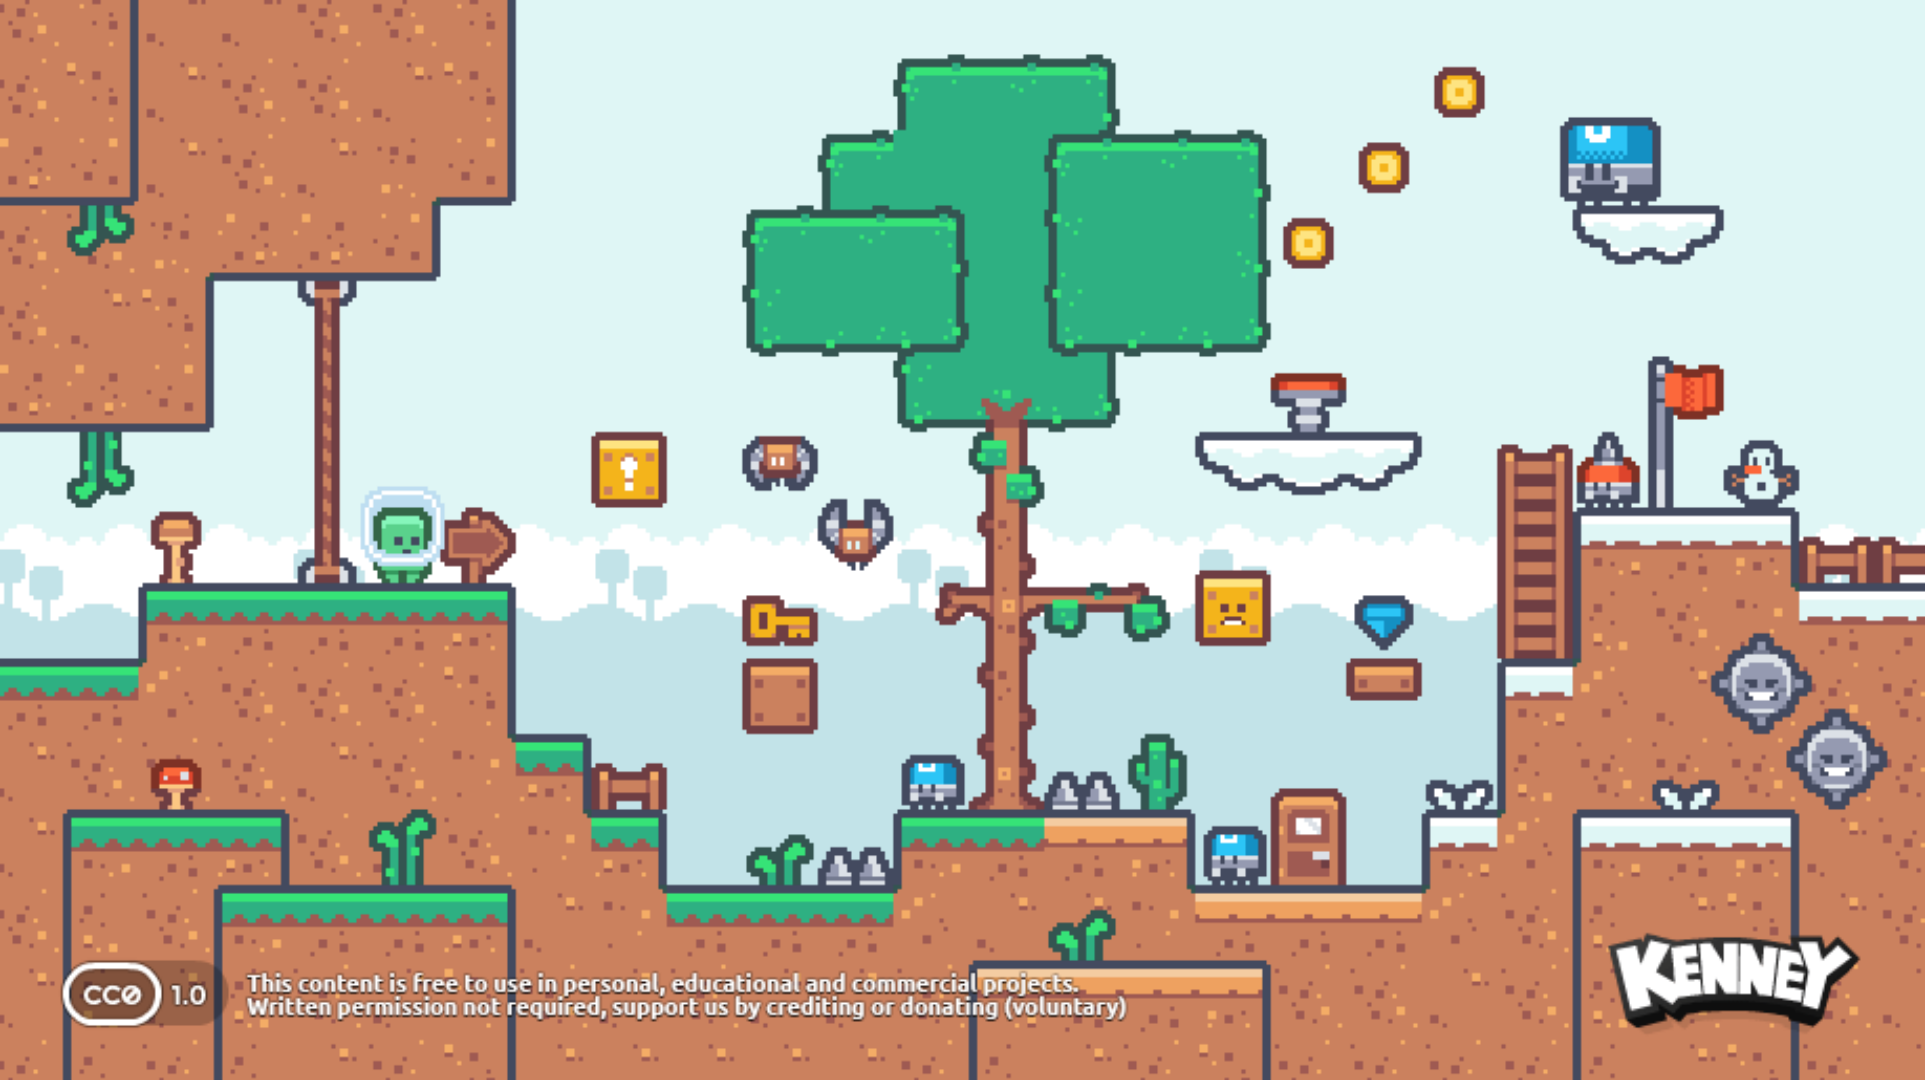 !
CC0 1.0
This content is free to use in personal, educational and commercial projects.
Written permission not required, support us by crediting or donating (voluntary)
KENNEY